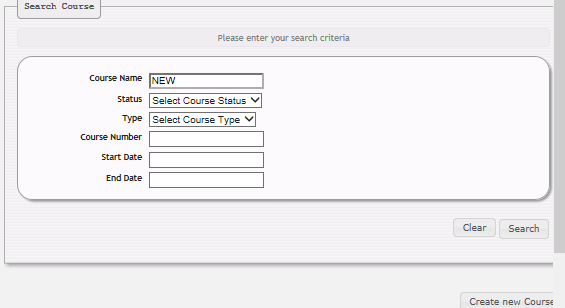 Search Course
Please enter your search criteria
Course Name NEW
Status Select Course Status
Type Select Course Type
Course Number
Start Date
End Date
Clear Search
Create new Course